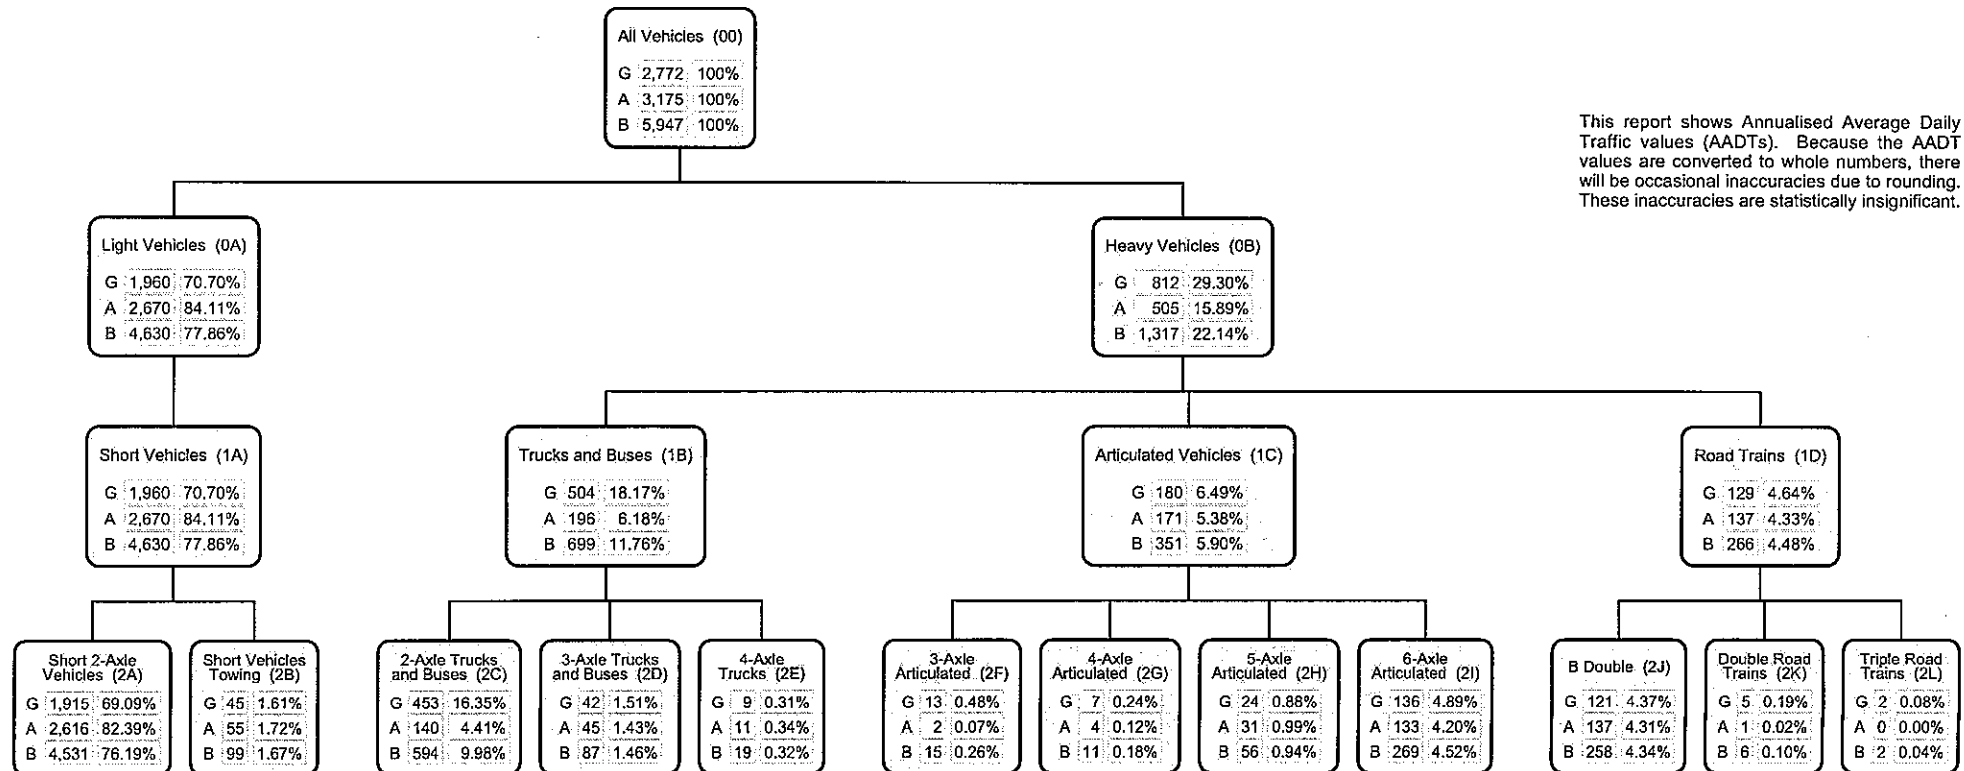 All Vehicles (00)
G 2,772 100%
A 3,175 100%
B 5,947 100%
This report shows Annualised Average Daily
Traffic values (AADTs). Because the AADT
values are converted to whole numbers, there
will be occasional inaccuracies due to rounding.
These inaccuracies are statistically insignificant.
Light Vehicles (0A)
G 1,960 70.70%
A 2,670 84.11%
B 4,630 77.86%
Heavy Vehicles (0B)
G 812 29.30%
A 505 15.89%
B 1,317 22.14%
Short Vehicles (1A)
G 1,960 70.70%
A 2,670 84.11%
B 4,630 77.86%
Trucks and Buses (1B)
G 504 18.17%
A 196 6.18%
B 699 11.76%
Articulated Vehicles (1C)
G 180 6.49%
A 171 5.38%
B 351 5.90%
Road Trains (1D)
G 129 4.64%
A 137 4.33%
B 266 4.48%
Short 2-Axle
Vehicles (2A)
G 1,915 69.09%
A 2,616 82.39%
B 4,531 76.19%
Short Vehicles
Towing (2B)
G 45 1.61%
A 55 1.72%
B 99 1.67%
2-Axle Trucks
and Buses (2C)
G 453 16.35%
A 140 4.41%
B 594 9.98%
3-Axle Trucks
and Buses (2D)
G 42 1.51%
A 45 1.43%
B 87 1.46%
4-Axle
Trucks (2E)
G 9 0.31%
A 11 0.34%
B 19 0.32%
3-Axle
Articulated (2F)
G 13 0.48%
A 2 0.07%
B 15 0.26%
4-Axle
Articulated (2G)
G 7 0.24%
A 4 0.12%
B 11 0.18%
5-Axle
Articulated (2H)
G 24 0.88%
A 31 0.99%
B 56 0.94%
6-Axle
Articulated (2I)
G 136 4.89%
A 133 4.20%
B 269 4.52%
B Double (2J)
G 121 4.37%
A 137 4.31%
B 258 4.34%
Double Road
Trains (2K)
G 5 0.19%
A 1 0.02%
B 6 0.10%
Triple Road
Trains (2L)
G 2 0.08%
A 0 0.00%
B 2 0.04%